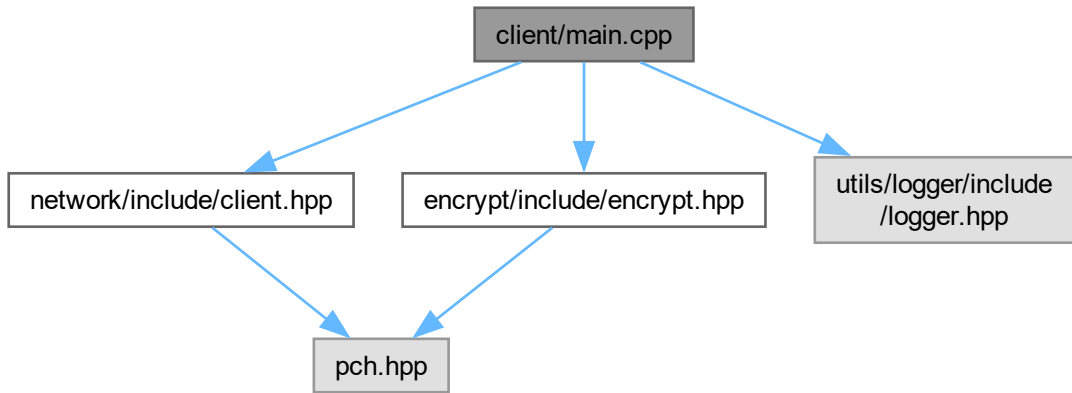 client/main.cpp
network/include/client.hpp
encrypt/include/encrypt.hpp
utils/logger/include
/logger.hpp
pch.hpp